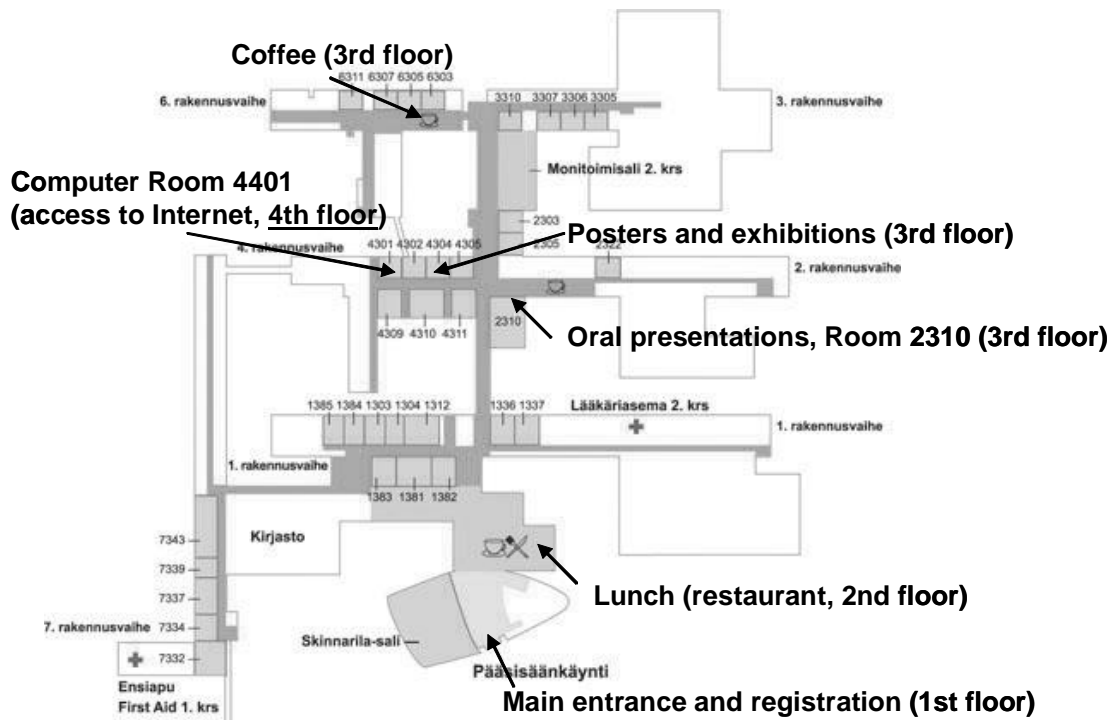 Coffee (3rd floor)
6311 6307 6305 6303
6. rakennusvaihe
3310 3307 3306 3305
3. rakennusvaihe
Monitoimisali 2. krs
Computer Room 4401
(access to Internet, 4th floor)
2303
2305
Posters and exhibitions (3rd floor)
4. rakennusvaihe
4301 4302 4304 4305
2322
2. rakennusvaihe
4309 4310 4311
2310
Oral presentations, Room 2310 (3rd floor)
1385 1384 1303 1304 1312
1336 1337
Lääkäriasema 2. krs
1. rakennusvaihe
1. rakennusvaihe
1383 1381 1382
Kirjasto
7343
7339
7337
7. rakennusvaihe 7334
7332
Lunch (restaurant, 2nd floor)
Skinnarila-sali
Pääsisäänkäynti
Ensiapu
First Aid 1. krs
Main entrance and registration (1st floor)